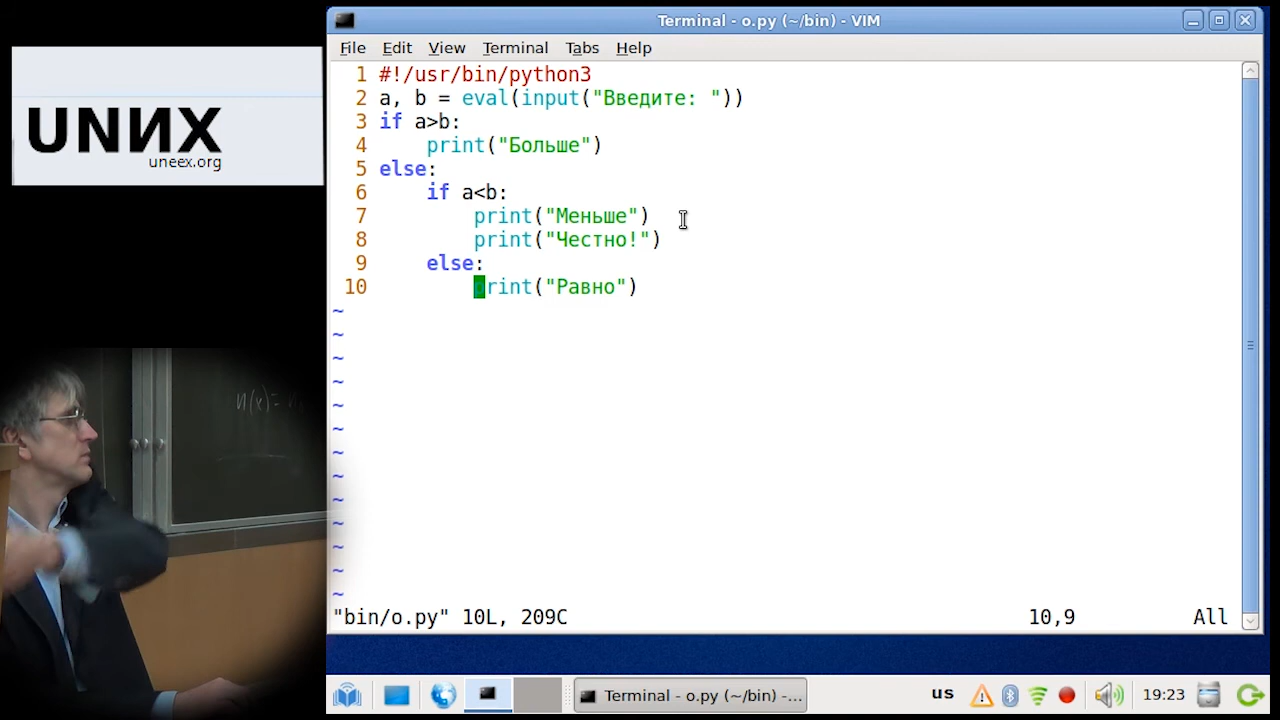 UNИX
uneex.org
Terminal - o.py (~/bin) - VIM
File Edit View Terminal Tabs Help
1 #!/usr/bin/python3
2 a, b = eval(input("Введите: "))
3 if a>b:
4     print("Больше")
5 else:
6     if a<b:
7         print("Меньше")
8         print("Честно!")
9     else:
10         print("Равно")
~
~
~
~
~
~
~
~
~
~
~
~
~
"bin/o.py" 10L, 209C 10,9 All
Terminal - o.py (~/bin) -... us 19:23